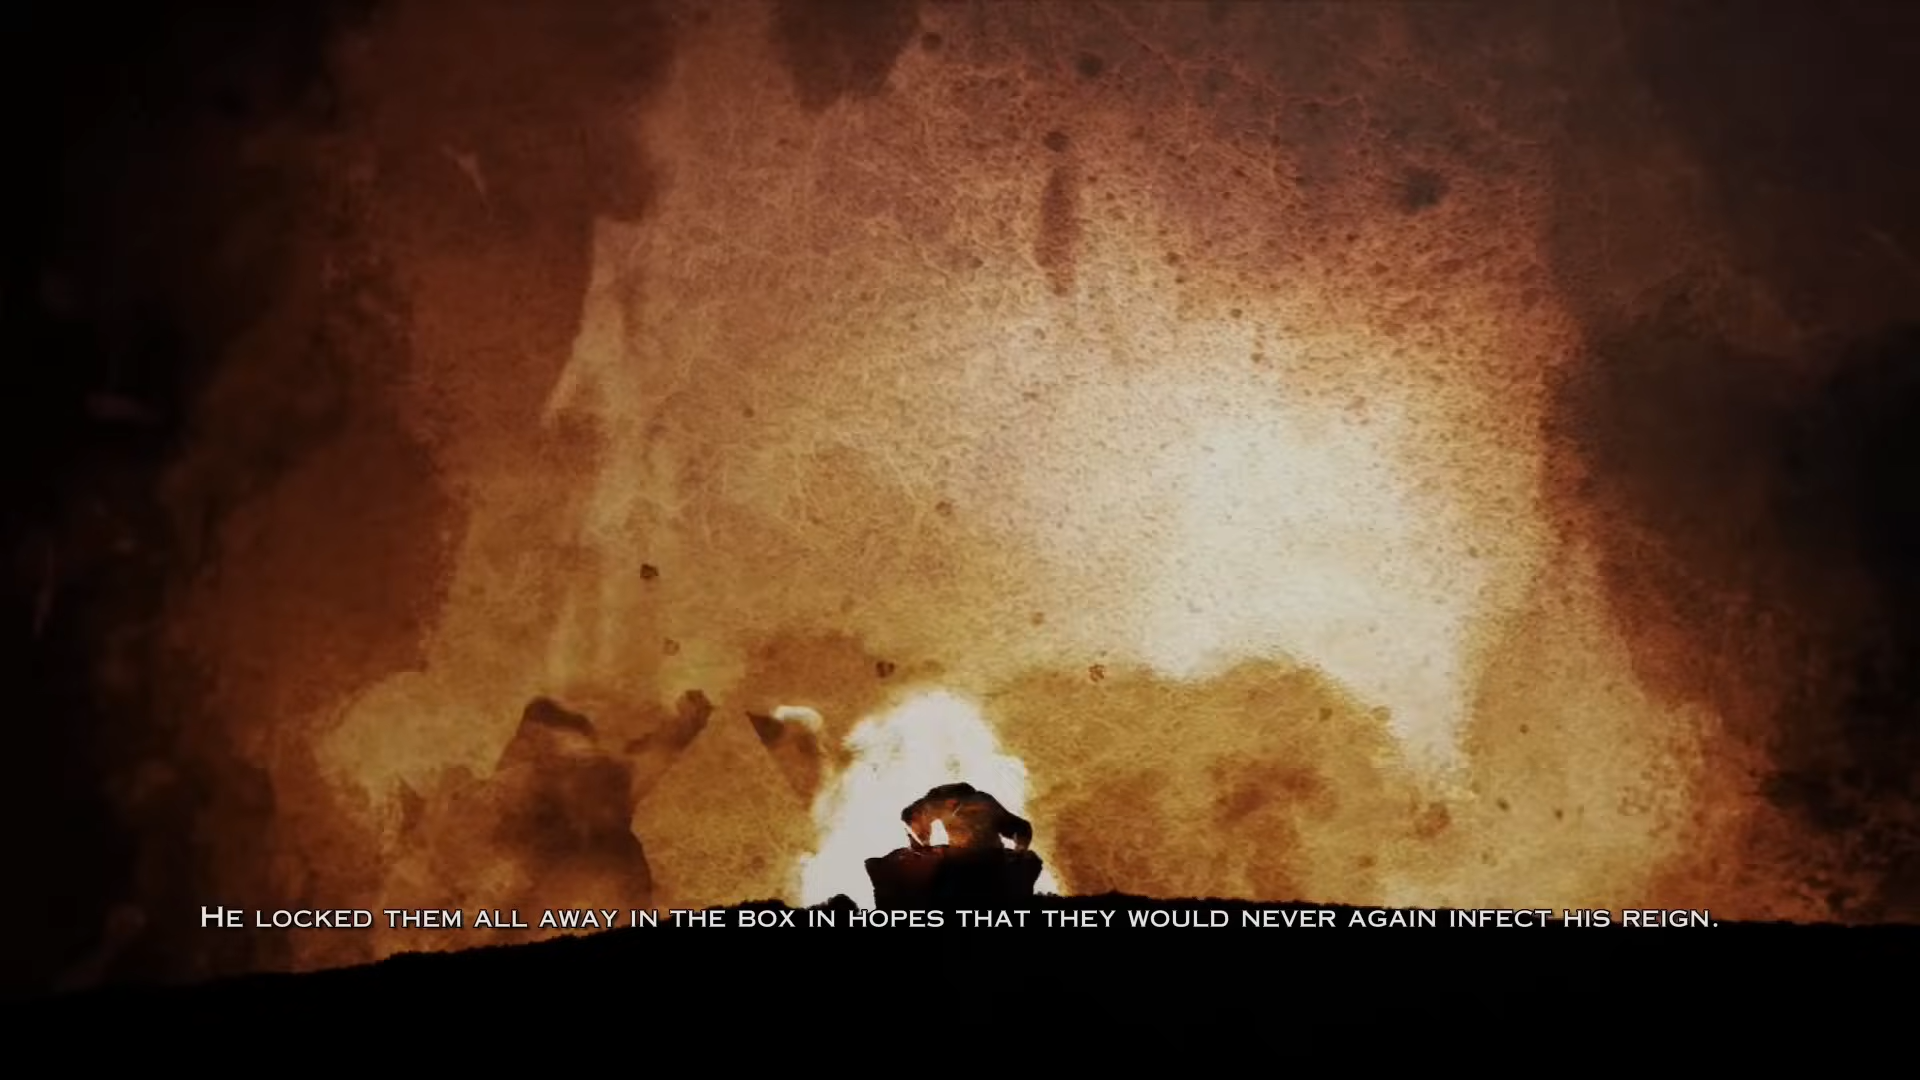 He locked them all away in the box in hopes that they would never again infect his reign.